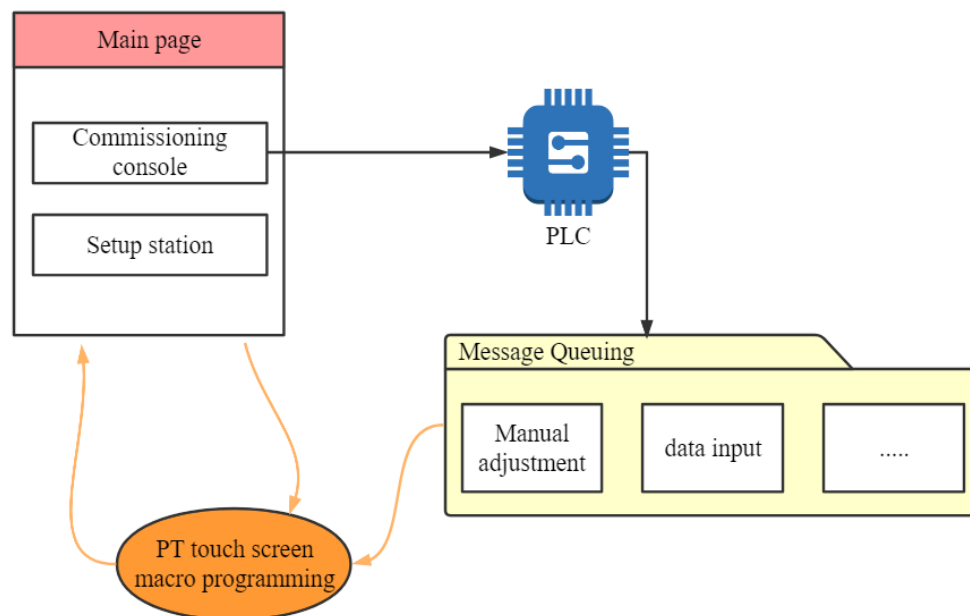 Main page
Commissioning
console
Setup station
PLC
Message Queuing
Manual
adjustment
data input
.....
PT touch screen
macro programming